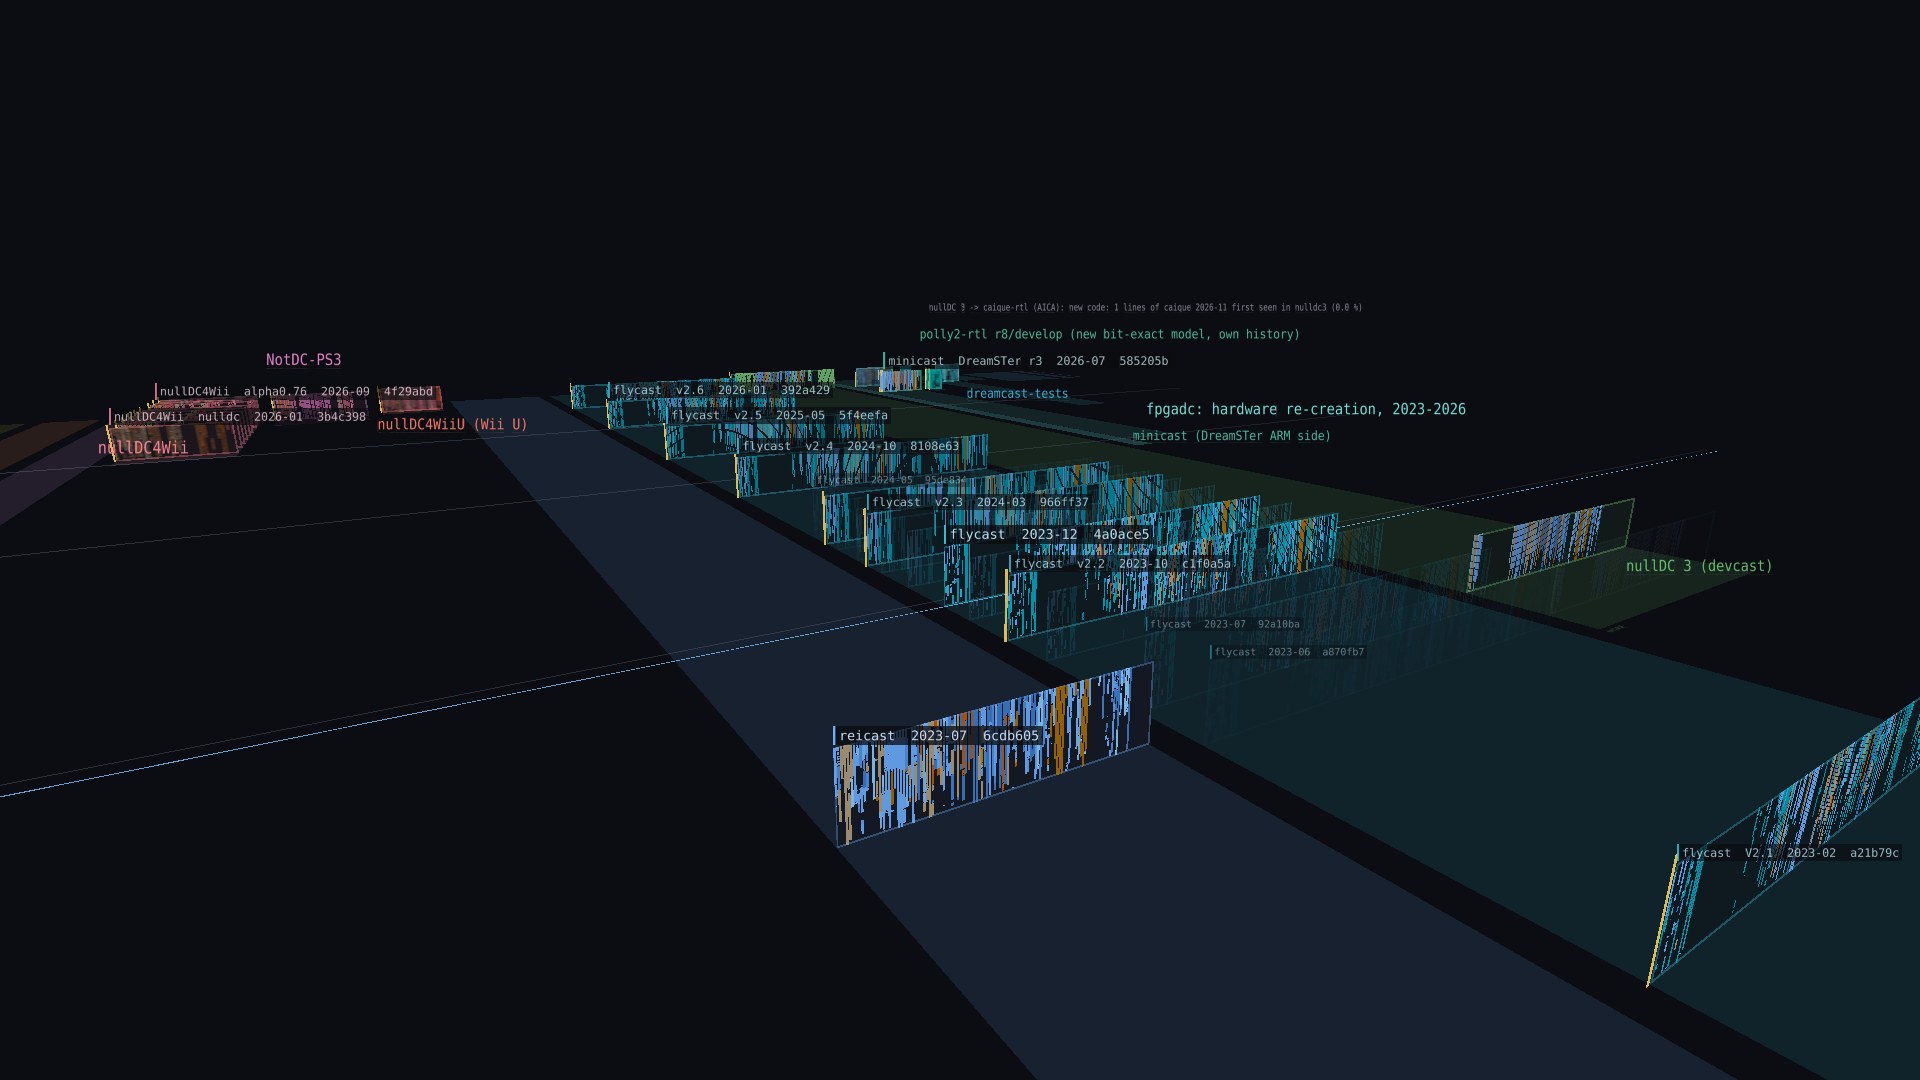 nullDC 3 -> caique-rtl (AICA): new code: 1 lines of caique 2026-11 first seen in nulldc3 (0.0 %)
polly2-rtl r8/develop (new bit-exact model, own history)
NotDC-PS3
minicast DreamSTer r3 2026-07 585205b
nullDC4Wii alpha0.76 2026-09 4f29abd
flycast v2.6 2026-01 392a429
dreamcast-tests
fpgadc: hardware re-creation, 2023-2026
nullDC4Wii nulldc 2026-01 3b4c398
flycast v2.5 2025-05 5f4eefa
nullDC4WiiU (Wii U)
minicast (DreamSTer ARM side)
nullDC4Wii
flycast v2.4 2024-10 8108e63
flycast 2024-05
flycast v2.3 2024-03 966ff37
flycast 2023-12 4a0ace5
flycast v2.2 2023-10 c1f0a5a
nullDC 3 (devcast)
flycast 2023-07 92a10ba
flycast 2023-06 a870fb7
reicast 2023-07 6cdb605
flycast V2.1 2023-02 a21b79c